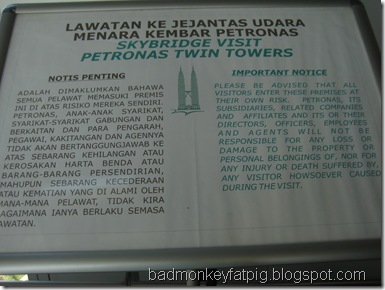 LAWATAN KE JEJANTAS UDARA
MENARA KEMBAR PETRONAS
SKYBRIDGE VISIT
PETRONAS TWIN TOWERS
NOTIS PENTING
ADALAH DIMAKLUMKAN BAHAWA
SEMUA PELAWAT MEMASUKI PREMIS
INI DI ATAS RISIKO MEREKA SENDIRI.
PETRONAS, ANAK-ANAK SYARIKAT,
SYARIKAT-SYARIKAT GABUNGAN DAN
BERKAITAN DAN PARA PENGARAH,
PEGAWAI, KAKITANGAN DAN AGENNYA
TIDAK AKAN BERTANGGUNGJAWAB KE
ATAS SEBARANG KEHILANGAN ATAU
KEROSAKAN HARTA BENDA ATAU
BARANG-BARANG PERSENDIRIAN,
MAHUPUN SEBARANG KECEDERAAN
ATAU KEMATIAN YANG DI ALAMI OLEH
MANA-MANA PELAWAT, TIDAK KIRA
BAGAIMANA IANYA BERLAKU SEMASA
LAWATAN.
IMPORTANT NOTICE
PLEASE BE ADVISED THAT ALL
VISITORS ENTER THESE PREMISES AT
THEIR OWN RISK. PETRONAS, ITS
SUBSIDIARIES, RELATED COMPANIES
AND AFFILIATES AND ITS OR THEIR
DIRECTORS, OFFICERS, EMPLOYEES
AND AGENTS WILL NOT BE
RESPONSIBLE FOR ANY LOSS OR
DAMAGE TO THE PROPERTY OR
PERSONAL BELONGINGS OF, NOR FOR
ANY INJURY OR DEATH SUFFERED BY,
ANY VISITOR HOWSOEVER CAUSED
DURING THE VISIT.
badmonkeyfatpig.blogspot.com